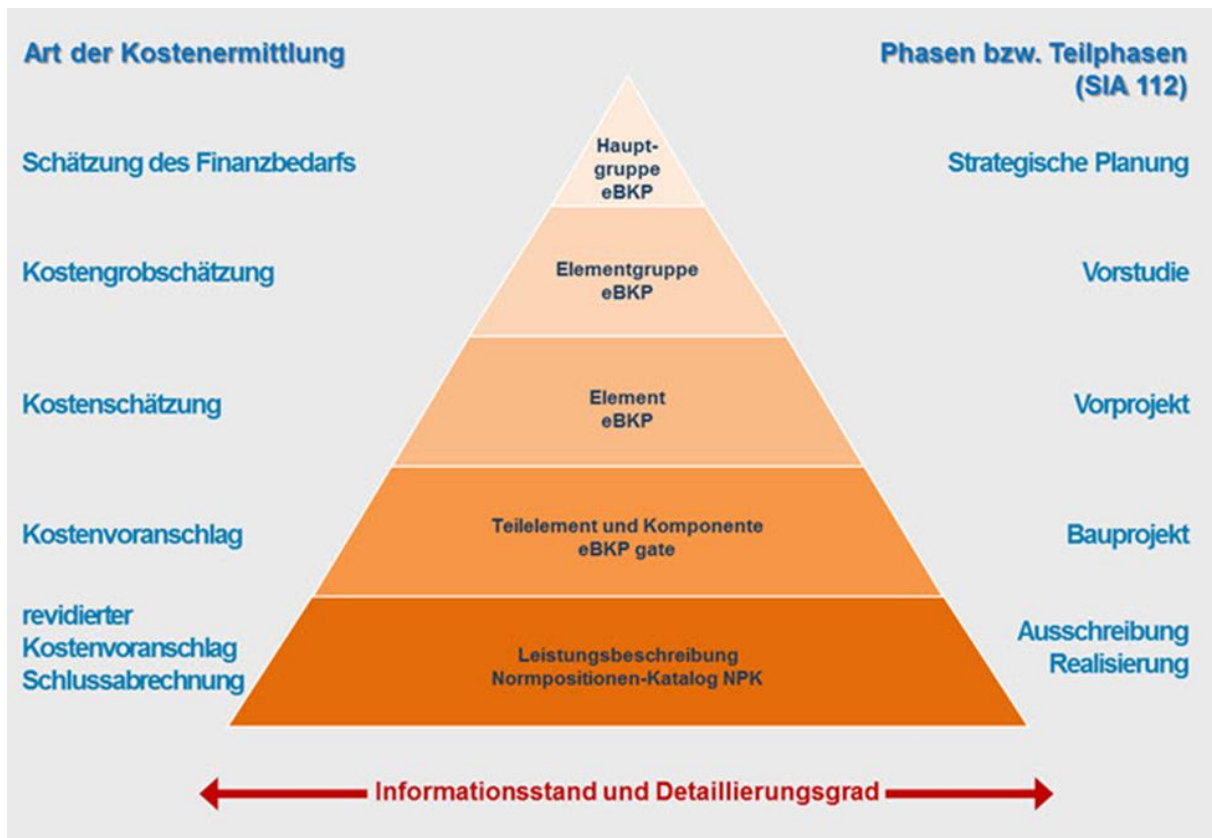 Art der Kostenermittlung
Phasen bzw. Teilphasen
(SIA 112)
Schätzung des Finanzbedarfs
Haupt-
gruppe
eBKP
Strategische Planung
Kostengrobschätzung
Elementgruppe
eBKP
Vorstudie
Kostenschätzung
Element
eBKP
Vorprojekt
Kostenvoranschlag
Teilelement und Komponente
eBKP gate
Bauprojekt
revidierter
Kostenvoranschlag
Schlussabrechnung
Leistungsbeschreibung
Normpositionen-Katalog NPK
Ausschreibung
Realisierung
Informationsstand und Detaillierungsgrad